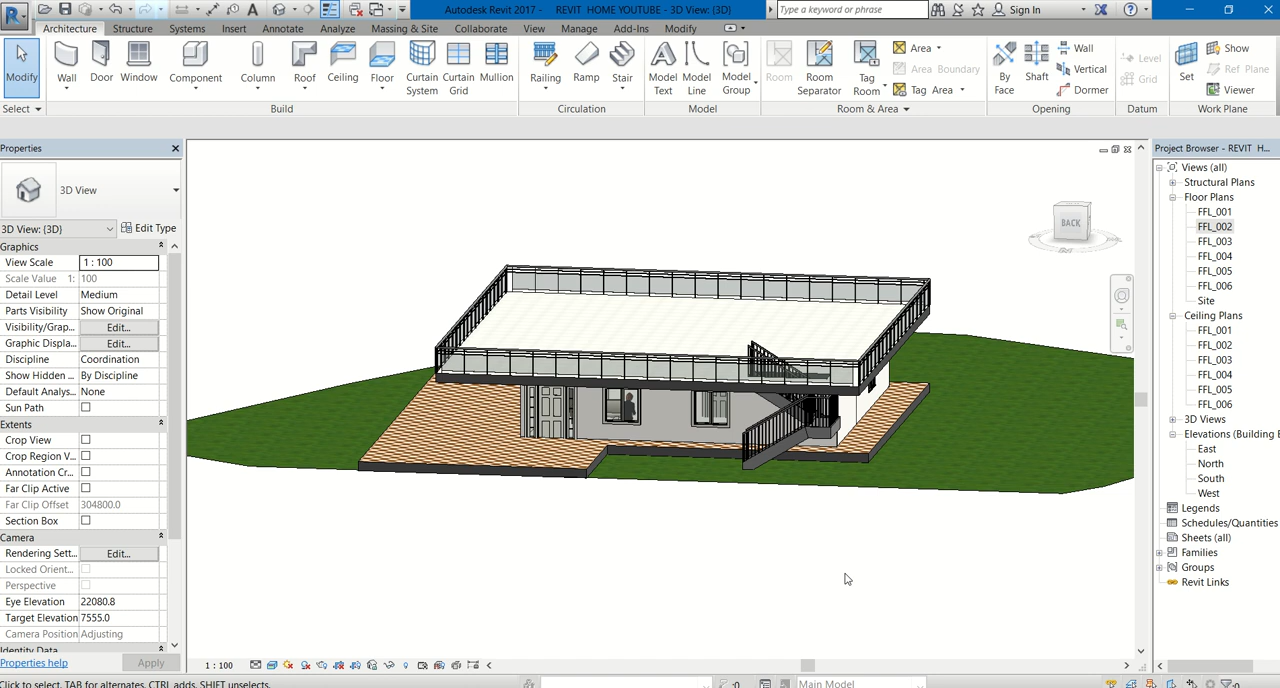 Autodesk Revit 2017 - REVIT HOME YOUTUBE - 3D View: {3D}
Type a keyword or phrase
Sign In
Architecture Structure Systems Insert Annotate Analyze Massing & Site Collaborate View Manage Add-Ins Modify
Modify Wall Door Window Component Column Roof Ceiling Floor Curtain System Curtain Grid Mullion Railing Ramp Stair Model Text Model Line Model Group Room Room Separator Tag Room Area Area Boundary Tag Area By Face Shaft Wall Vertical Dormer Level Grid Set Show Ref Plane Viewer
Select Build Circulation Model Room & Area Opening Datum Work Plane
Properties
3D View
3D View: {3D} Edit Type
Graphics
View Scale 1 : 100
Scale Value 1: 100
Detail Level Medium
Parts Visibility Show Original
Visibility/Grap... Edit...
Graphic Displa... Edit...
Discipline Coordination
Show Hidden ... By Discipline
Default Analys... None
Sun Path
Extents
Crop View
Crop Region V...
Annotation Cr...
Far Clip Active
Far Clip Offset 304800.0
Section Box
Camera
Rendering Sett... Edit...
Locked Orient...
Perspective
Eye Elevation 22080.8
Target Elevation 7555.0
Camera Position Adjusting
Identity Data
Properties help Apply
BACK
1 : 100
Project Browser - REVIT H...
Views (all)
Structural Plans
Floor Plans
FFL_001
FFL_002
FFL_003
FFL_004
FFL_005
FFL_006
Site
Ceiling Plans
FFL_001
FFL_002
FFL_003
FFL_004
FFL_005
FFL_006
3D Views
Elevations (Building E
East
North
South
West
Legends
Schedules/Quantities
Sheets (all)
Families
Groups
Revit Links
Click to select, TAB for alternates, CTRL adds, SHIFT unselects.
:0
Main Model